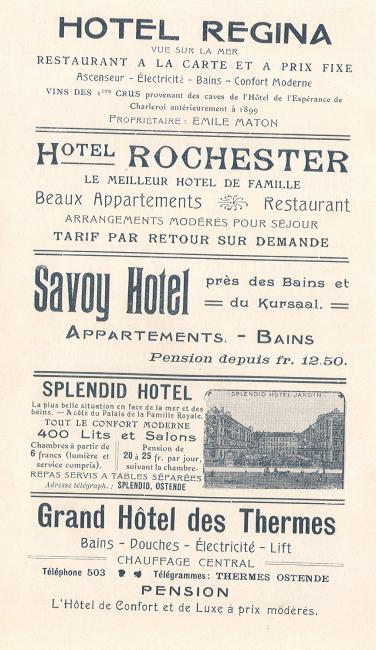 HOTEL REGINA
VUE SUR LA MER
RESTAURANT A LA CARTE ET A PRIX FIXE
Ascenseur - Électricité - Bains - Confort Moderne
VINS DES 1ers CRUS provenant des caves de l'Hôtel de l'Espérance de
Charleroi antérieurement à 1899
PROPRIÉTAIRE: EMILE MATON
HOTEL ROCHESTER
LE MEILLEUR HOTEL DE FAMILLE
Beaux Appartements Restaurant
ARRANGEMENTS MODÉRÉS POUR SÉJOUR
TARIF PAR RETOUR SUR DEMANDE
Savoy Hotel
près des Bains et
du Kursaal.
APPARTEMENTS. - BAINS
Pension depuis fr. 12.50.
SPLENDID HOTEL
La plus belle situation en face de la mer et des
bains. — A côté du Palais de la Famille Royale.
TOUT LE CONFORT MODERNE
400 Lits et Salons
Chambres à partir de
6 francs (lumière et
service compris).
Pension de
20 à 25 fr. par jour,
suivant la chambre.
REPAS SERVIS A TABLES SÉPARÉES
Adresse télégraph.: SPLENDID, OSTENDE
SPLENDID HOTEL JARDIN
Grand Hôtel des Thermes
Bains - Douches - Électricité - Lift
CHAUFFAGE CENTRAL
Téléphone 503 Télégrammes: THERMES OSTENDE
PENSION
L'Hôtel de Confort et de Luxe à prix modérés.